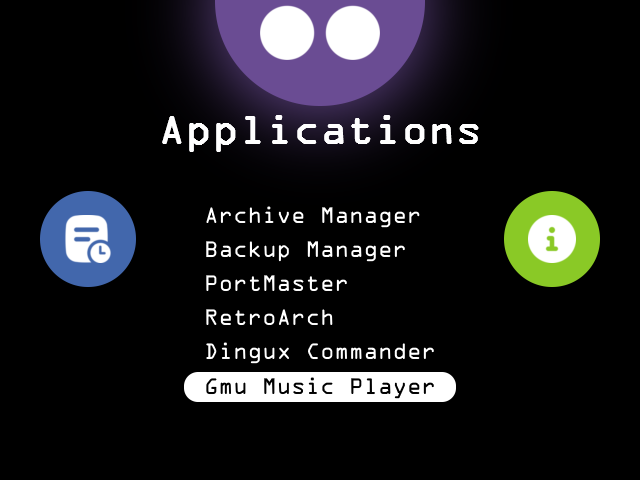 Applications
Archive Manager
Backup Manager
PortMaster
RetroArch
Dingux Commander
Gmu Music Player